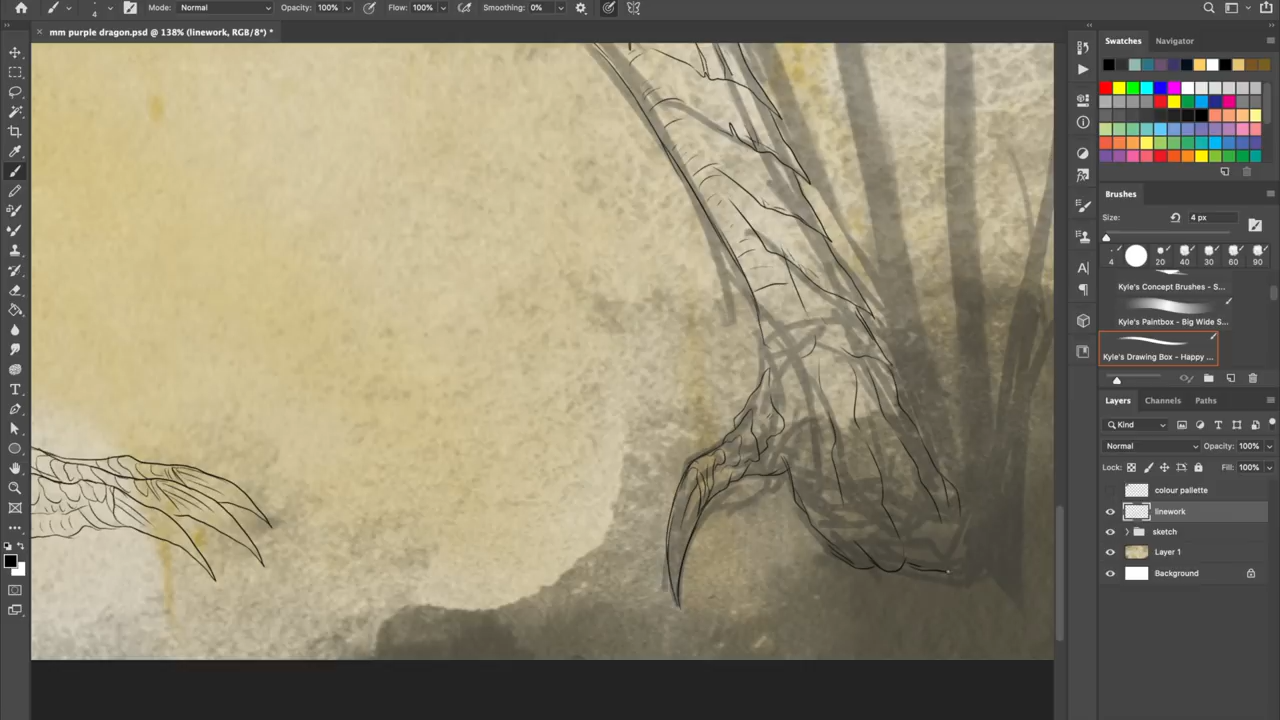 4 Mode: Normal Opacity: 100% Flow: 100% Smoothing: 0%
× mm purple dragon.psd @ 138% (linework, RGB/8*) *
Swatches Navigator
Brushes
Size: 4 px
4 20 40 30 60 90
Kyle's Concept Brushes - S...
Kyle's Paintbox - Big Wide S...
Kyle's Drawing Box - Happy ...
Layers Channels Paths
Kind
Normal Opacity: 100%
Lock: Fill: 100%
colour palette
linework
sketch
Layer 1
Background